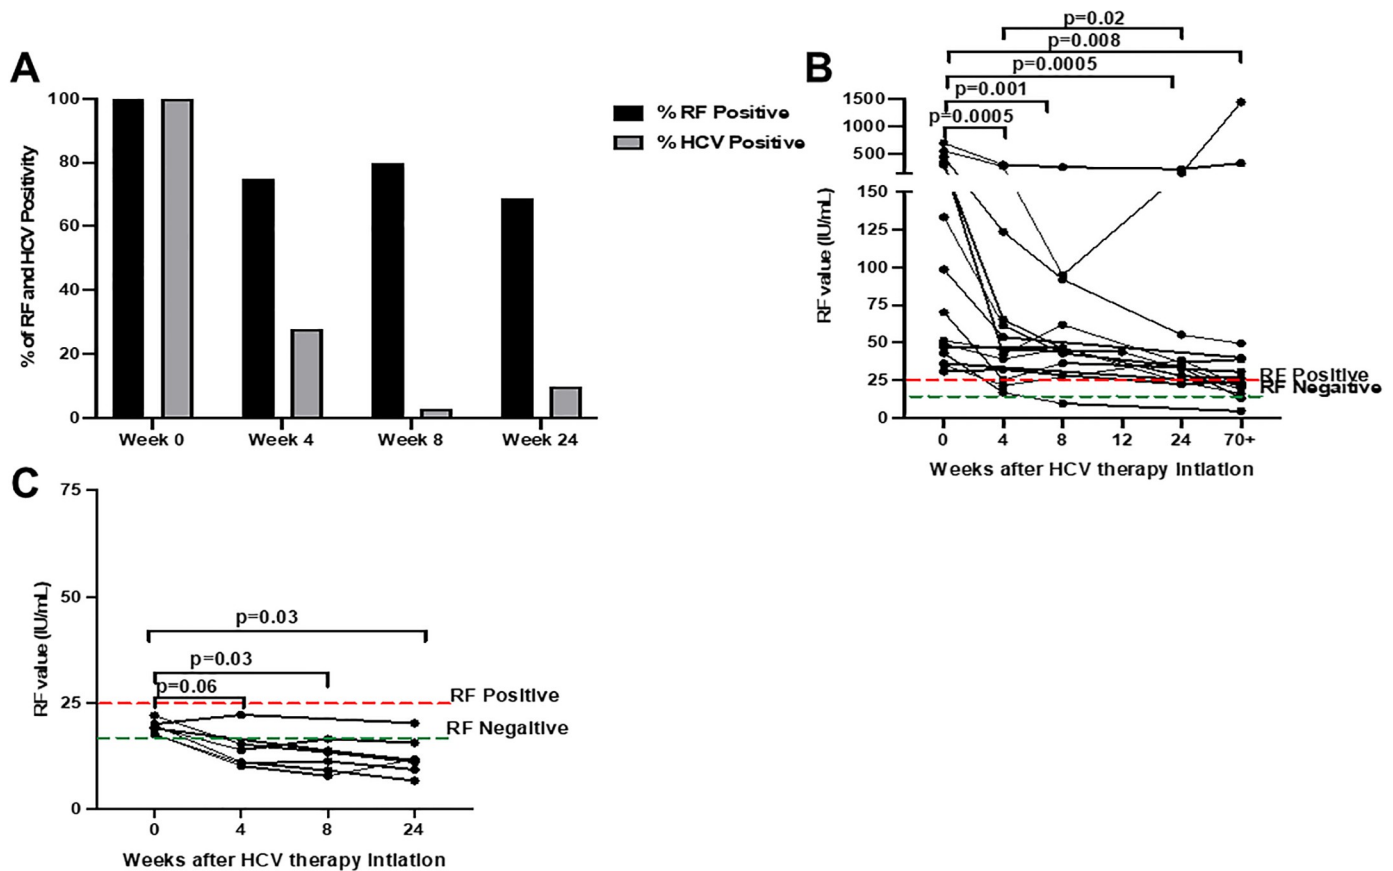 A
100
80
60
40
20
0
% of RF and HCV Positivity
Week 0
Week 4
Week 8
Week 24
% RF Positive
% HCV Positive
B
p=0.02
p=0.008
p=0.0005
p=0.001
p=0.0005
1500
1000
500
150
125
100
75
50
25
0
RF value (IU/mL)
RF Positive
RF Negaitive
0
4
8
12
24
70+
Weeks after HCV therapy Intiation
C
75
50
25
0
RF value (IU/mL)
p=0.03
p=0.03
p=0.06
RF Positive
RF Negaitive
0
4
8
24
Weeks after HCV therapy Intiation